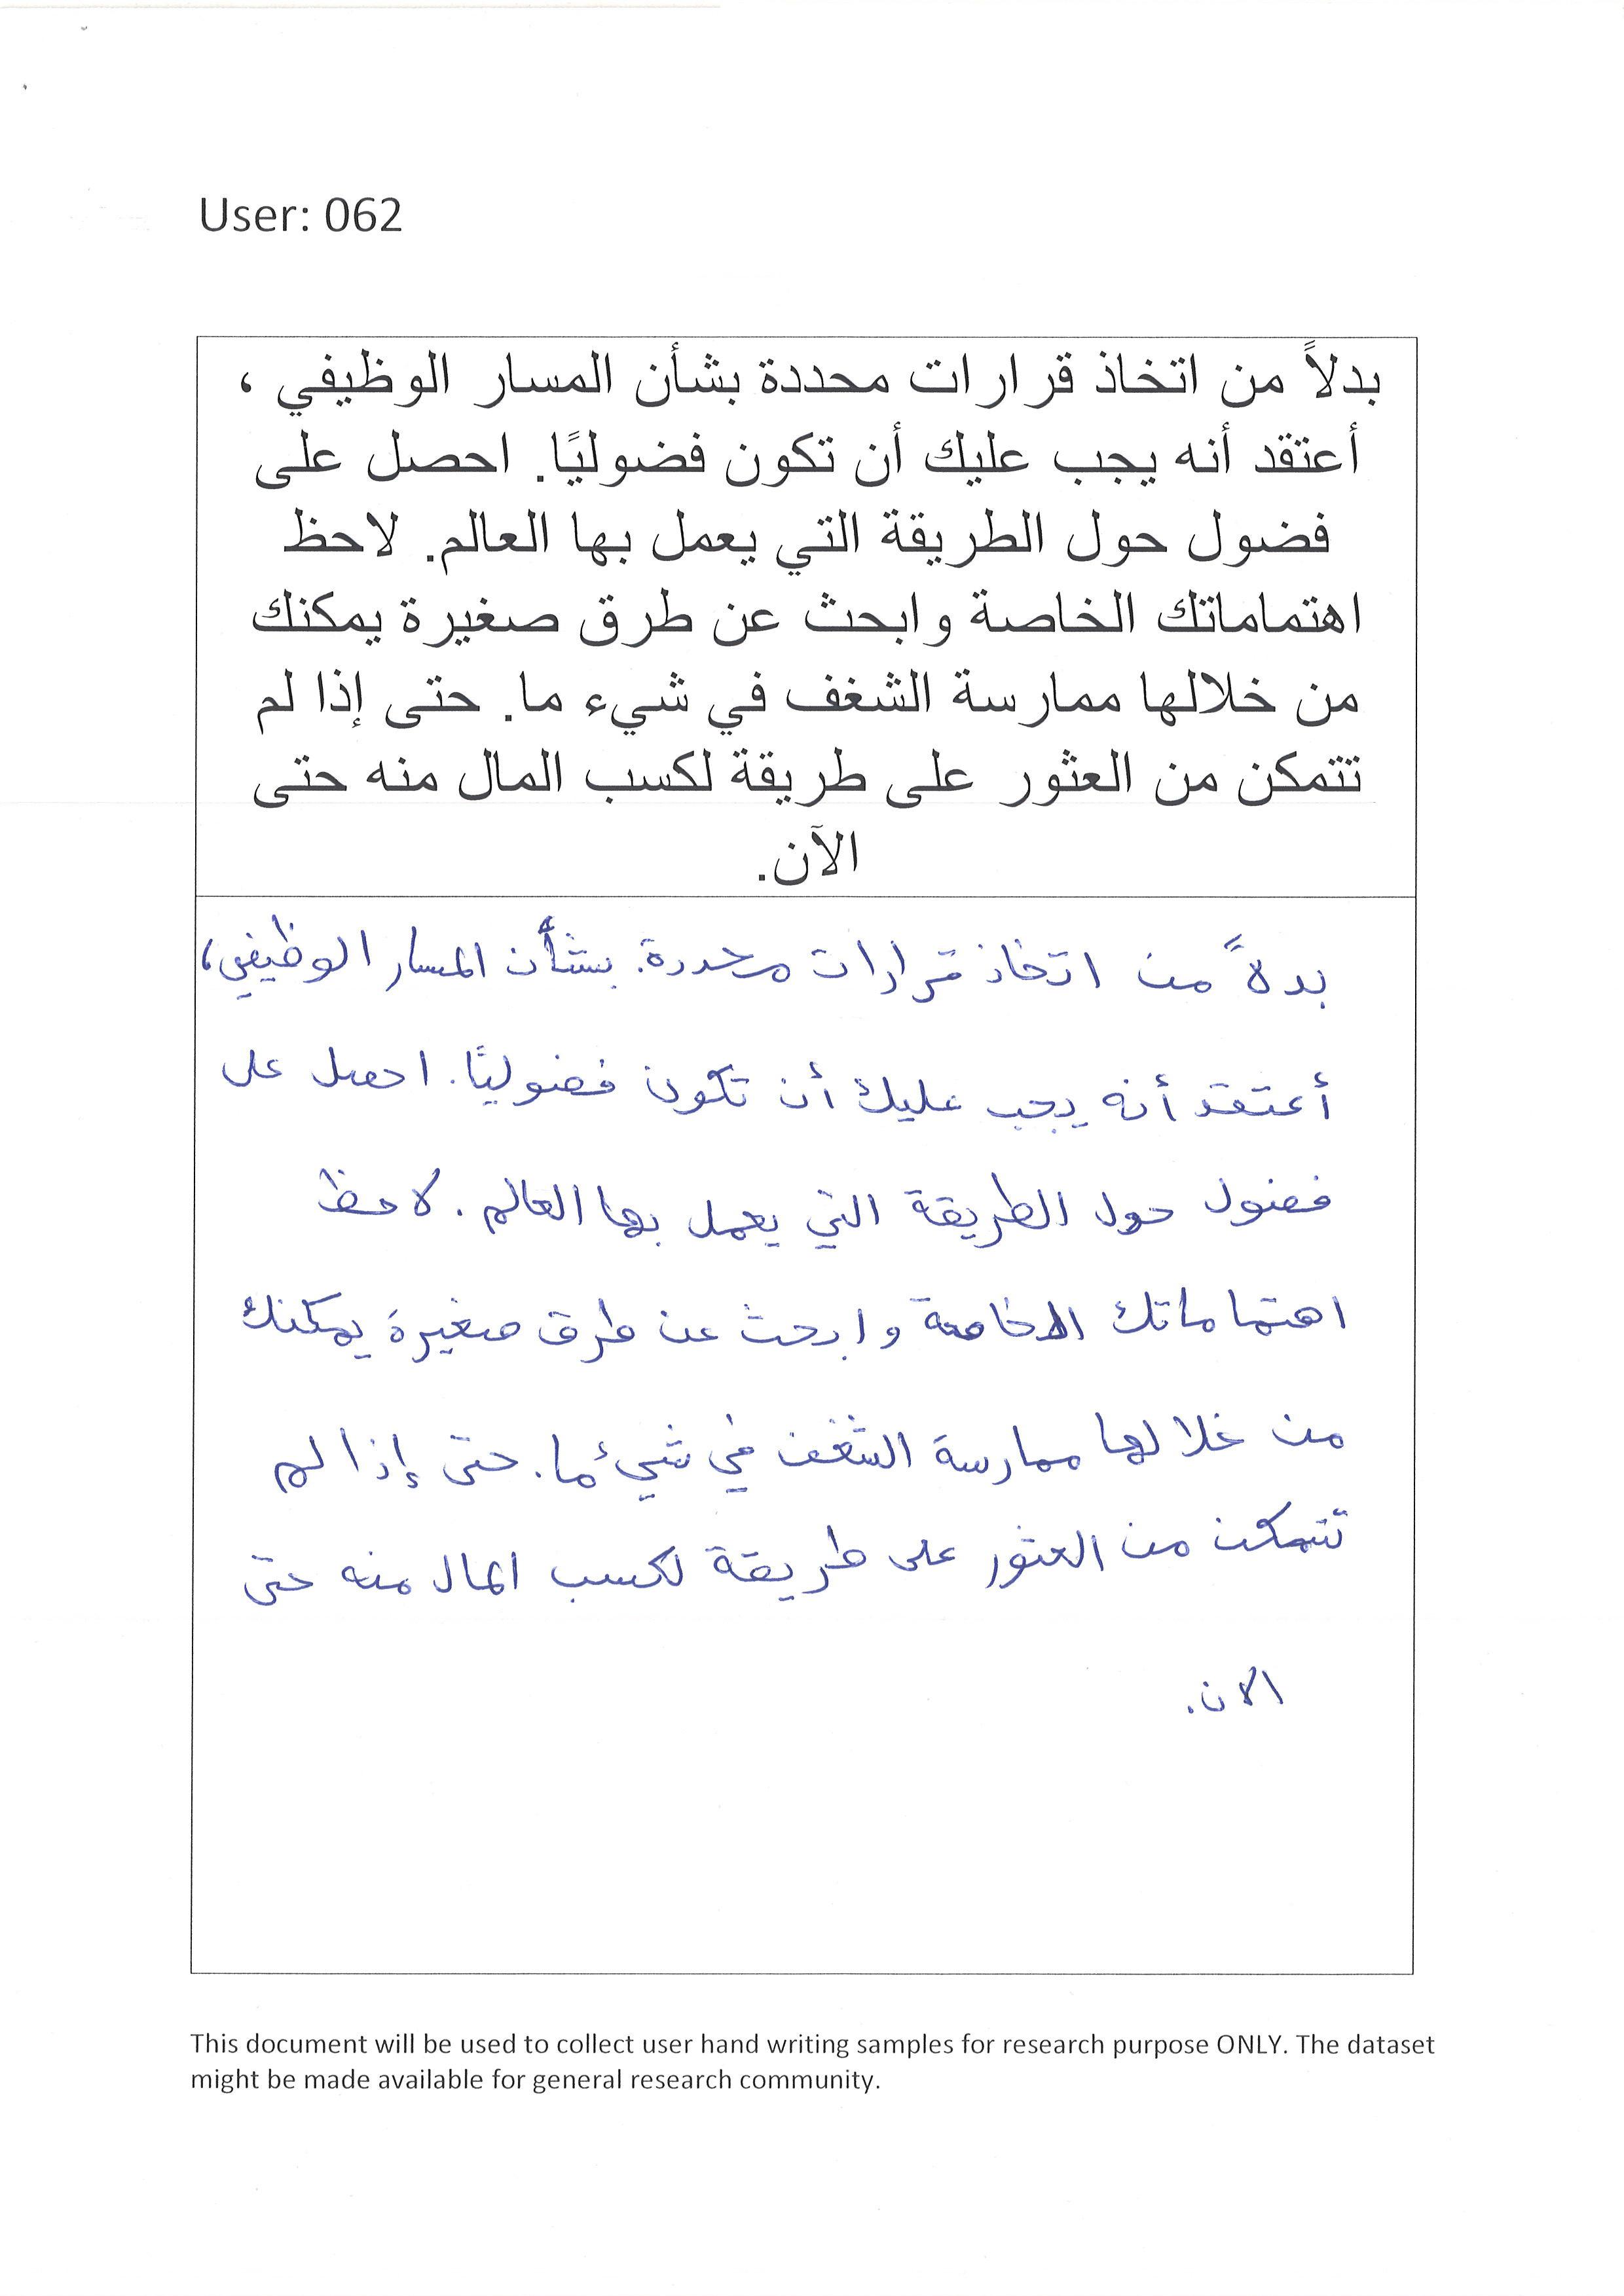 User: 062
بدلاً من اتخاذ قرارات محددة بشأن المسار الوظيفي ،
أعتقد أنه يجب عليك أن تكون فضوليًا. احصل على
فضول حول الطريقة التي يعمل بها العالم. لاحظ
اهتماماتك الخاصة وابحث عن طرق صغيرة يمكنك
من خلالها ممارسة الشغف في شيء ما. حتى إذا لم
تتمكن من العثور على طريقة لكسب المال منه حتى
الآن.
بدلاً من اتخاذ قرارات محددة. بشأن المسار الوظيفي،
أعتقد أنه يجب عليك أن تكون فضوليًا. احصل على
فضول حول الطريقة التي يعمل بها العالم. لاحظ
اهتماماتك الخاصة وابحث عن طرق صغيرة يمكنك
من خلالها ممارسة الشغف في شيء ما. حتى إذا لم
تتمكن من العثور على طريقة لكسب المال منه حتى
الان.
This document will be used to collect user hand writing samples for research purpose ONLY. The dataset
might be made available for general research community.